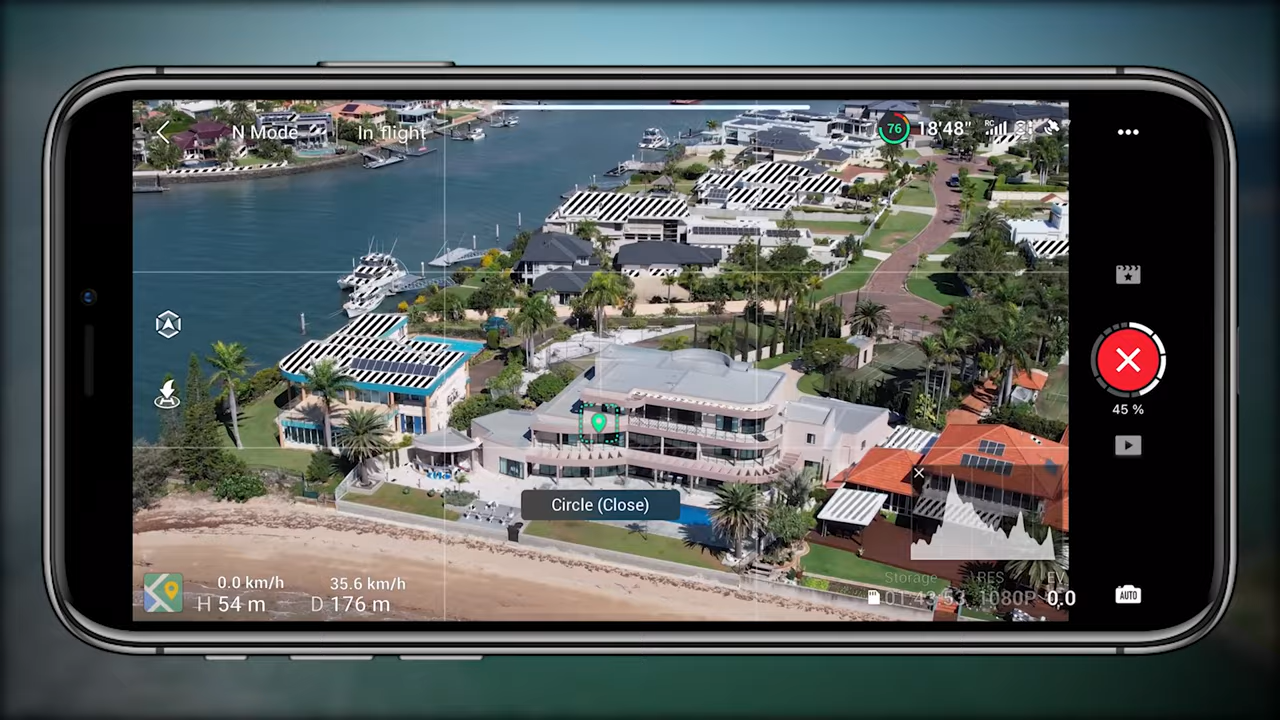 N Mode
In flight
76
18'48"
RC
45 %
Circle (Close)
0.0 km/h
35.6 km/h
H 54 m
D 176 m
Storage
RES
EV
01:43:53
1080P
0.0
AUTO